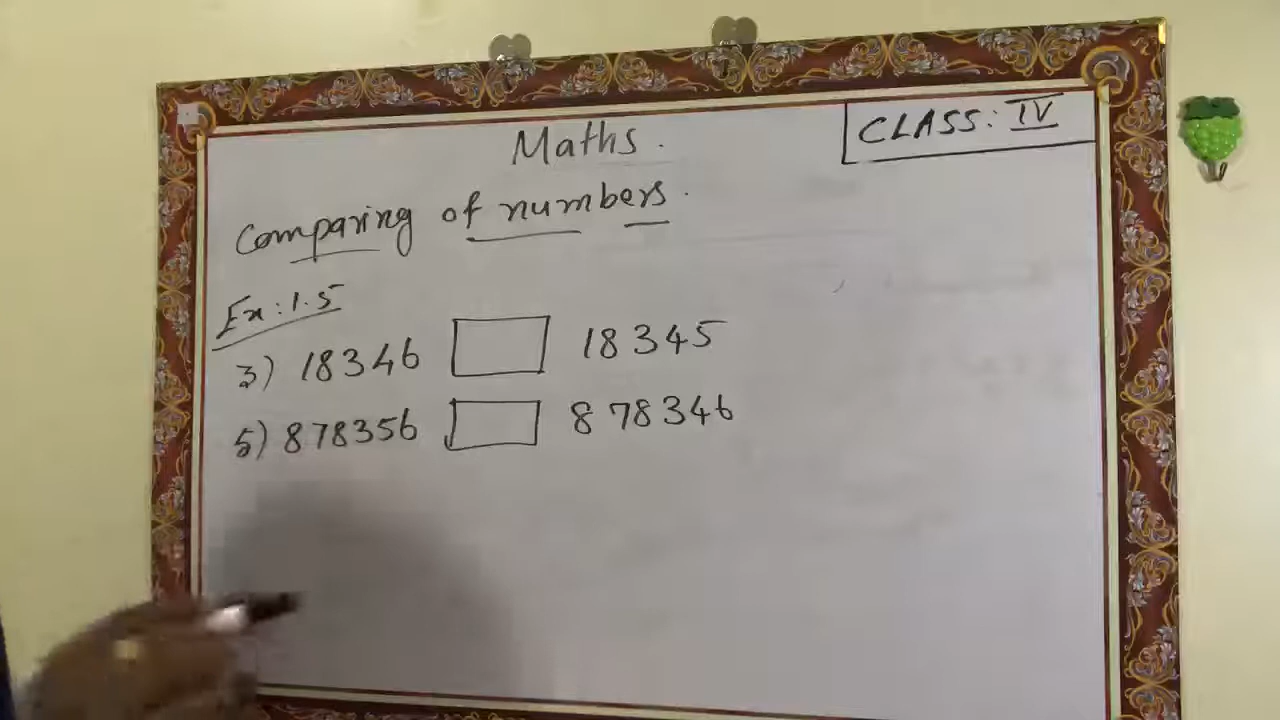 Maths.
CLASS: IV
Comparing of numbers.
Ex: 1.5
3) 18346 18345
5) 878356 878346